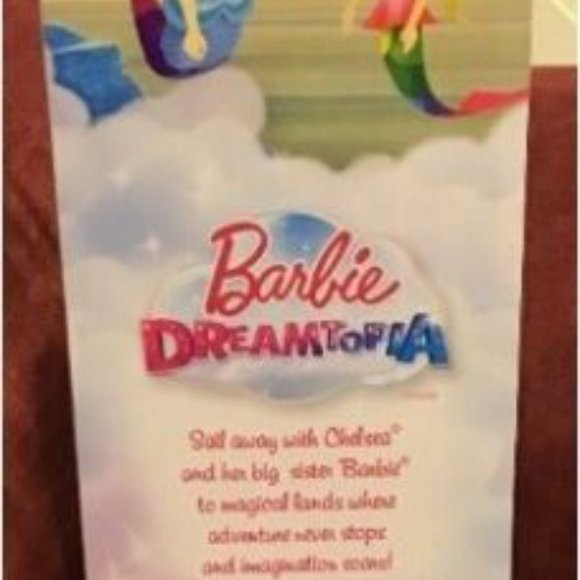 Barbie
DREAMTOPIA
Sail away with Chelsea®
and her big sister Barbie®
to magical lands where
adventure never stops
and imagination soars!